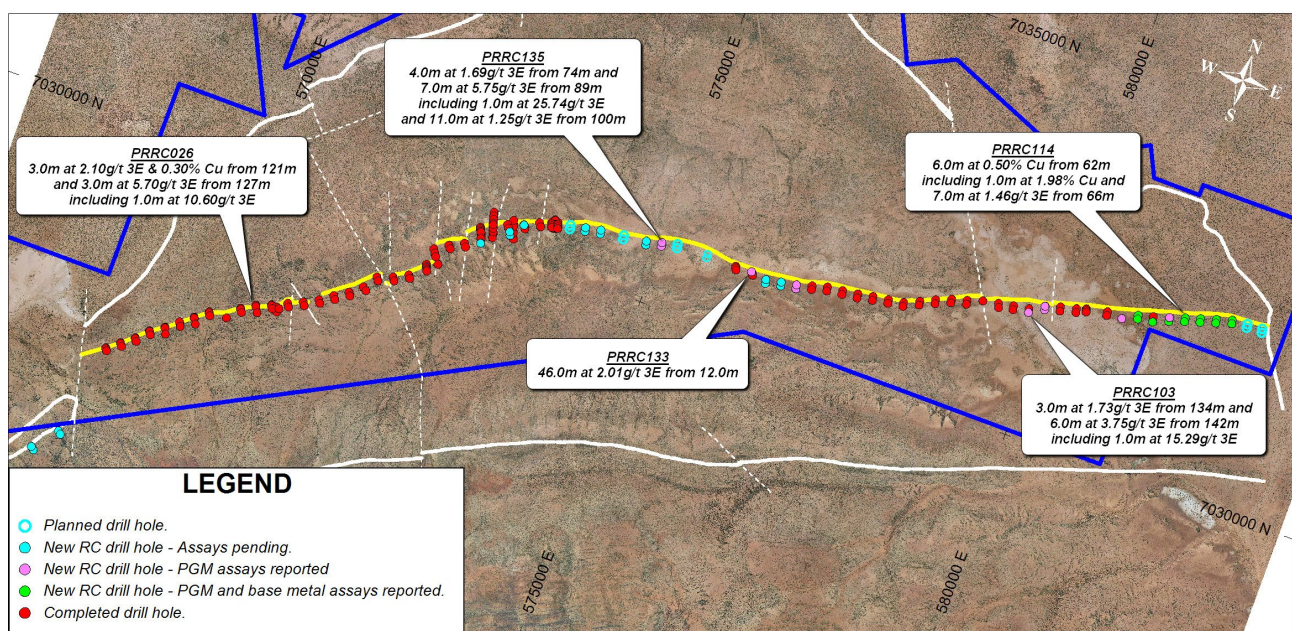 7030000 N
570000 E
575000 E
7035000 N
580000 E
N
W
E
S
PRRC135
4.0m at 1.69g/t 3E from 74m and
7.0m at 5.75g/t 3E from 89m
including 1.0m at 25.74g/t 3E
and 11.0m at 1.25g/t 3E from 100m
PRRC026
3.0m at 2.10g/t 3E & 0.30% Cu from 121m
and 3.0m at 5.70g/t 3E from 127m
including 1.0m at 10.60g/t 3E
PRRC114
6.0m at 0.50% Cu from 62m
including 1.0m at 1.98% Cu and
7.0m at 1.46g/t 3E from 66m
PRRC133
46.0m at 2.01g/t 3E from 12.0m
PRRC103
3.0m at 1.73g/t 3E from 134m and
6.0m at 3.75g/t 3E from 142m
including 1.0m at 15.29g/t 3E
LEGEND
Planned drill hole.
New RC drill hole - Assays pending.
New RC drill hole - PGM assays reported
New RC drill hole - PGM and base metal assays reported.
Completed drill hole.
575000 E
580000 E
7030000 N